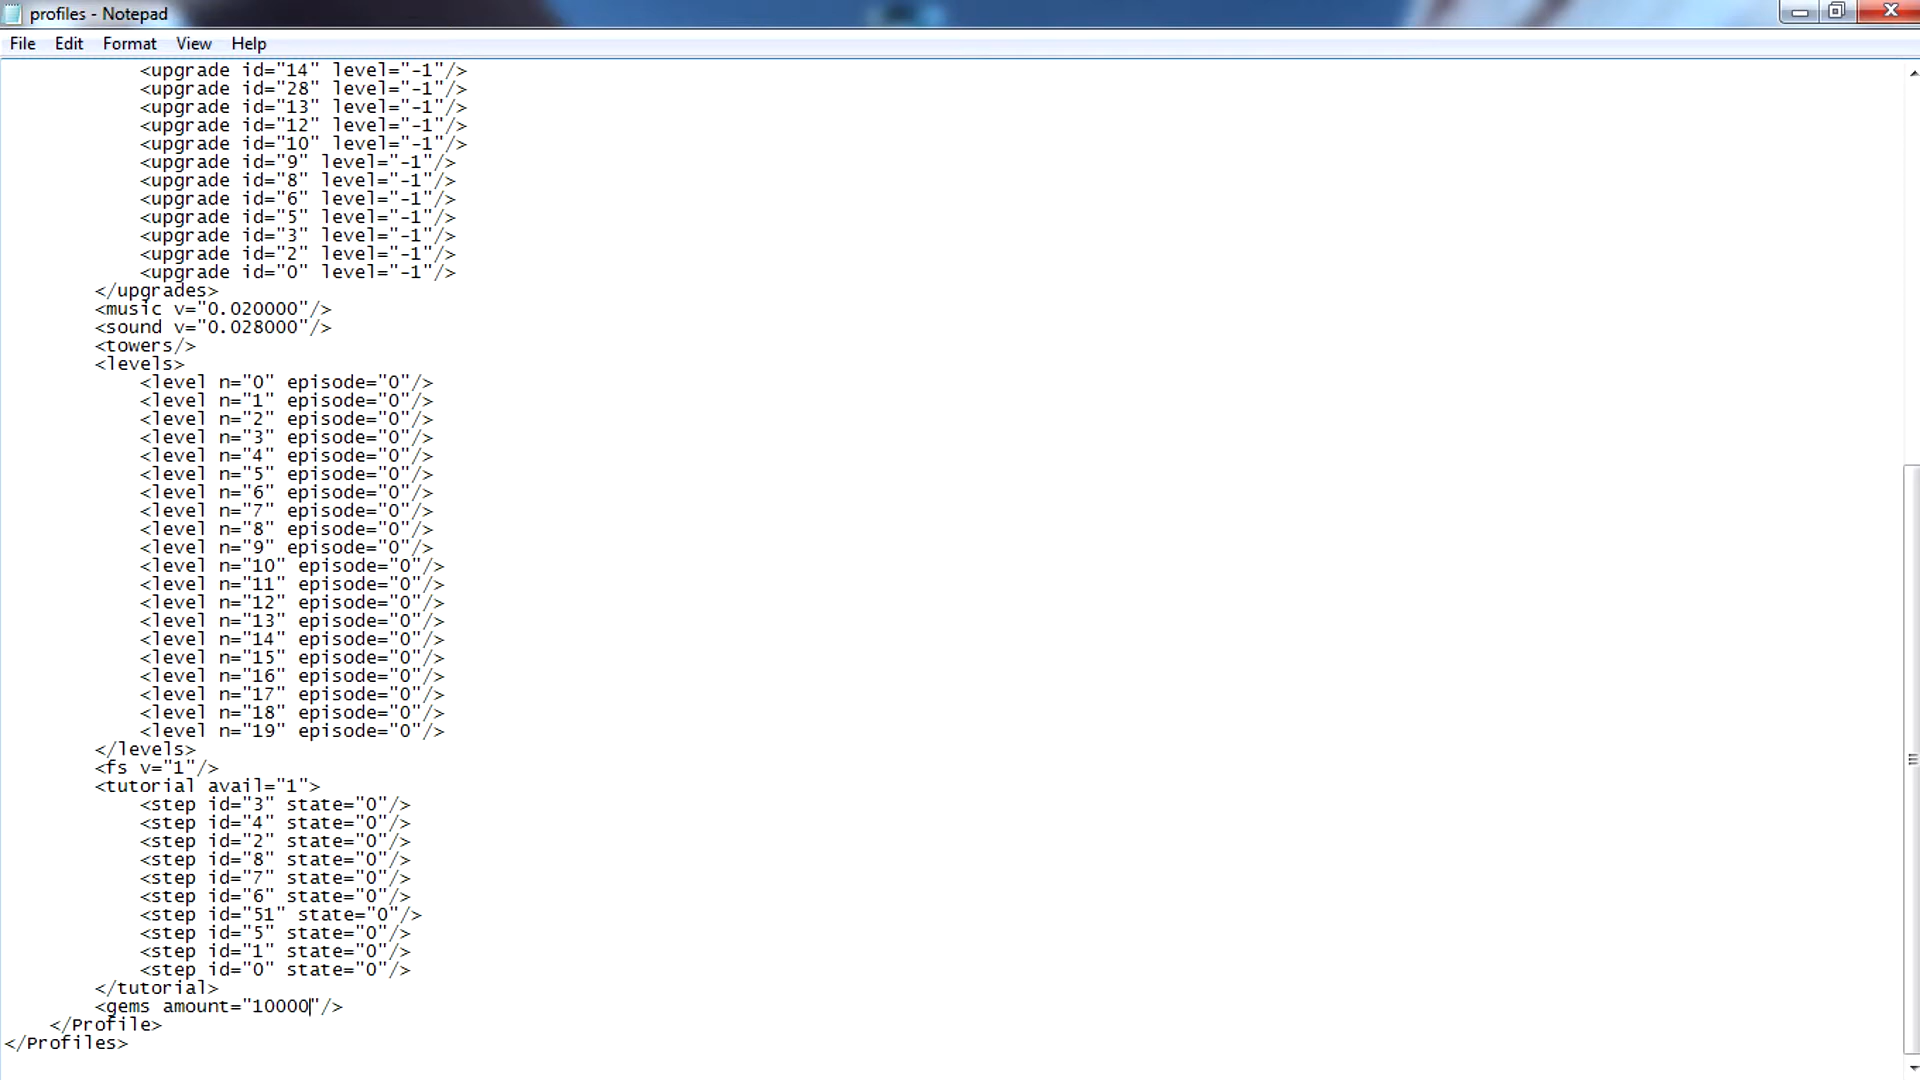 profiles - Notepad
File Edit Format View Help
<upgrade id="14" level="-1"/>
<upgrade id="28" level="-1"/>
<upgrade id="13" level="-1"/>
<upgrade id="12" level="-1"/>
<upgrade id="10" level="-1"/>
<upgrade id="9" level="-1"/>
<upgrade id="8" level="-1"/>
<upgrade id="6" level="-1"/>
<upgrade id="5" level="-1"/>
<upgrade id="3" level="-1"/>
<upgrade id="2" level="-1"/>
<upgrade id="0" level="-1"/>
</upgrades>
<music v="0.020000"/>
<sound v="0.028000"/>
<towers/>
<levels>
<level n="0" episode="0"/>
<level n="1" episode="0"/>
<level n="2" episode="0"/>
<level n="3" episode="0"/>
<level n="4" episode="0"/>
<level n="5" episode="0"/>
<level n="6" episode="0"/>
<level n="7" episode="0"/>
<level n="8" episode="0"/>
<level n="9" episode="0"/>
<level n="10" episode="0"/>
<level n="11" episode="0"/>
<level n="12" episode="0"/>
<level n="13" episode="0"/>
<level n="14" episode="0"/>
<level n="15" episode="0"/>
<level n="16" episode="0"/>
<level n="17" episode="0"/>
<level n="18" episode="0"/>
<level n="19" episode="0"/>
</levels>
<fs v="1"/>
<tutorial avail="1">
<step id="3" state="0"/>
<step id="4" state="0"/>
<step id="2" state="0"/>
<step id="8" state="0"/>
<step id="7" state="0"/>
<step id="6" state="0"/>
<step id="51" state="0"/>
<step id="5" state="0"/>
<step id="1" state="0"/>
<step id="0" state="0"/>
</tutorial>
<gems amount="10000"/>
</Profile>
</Profiles>